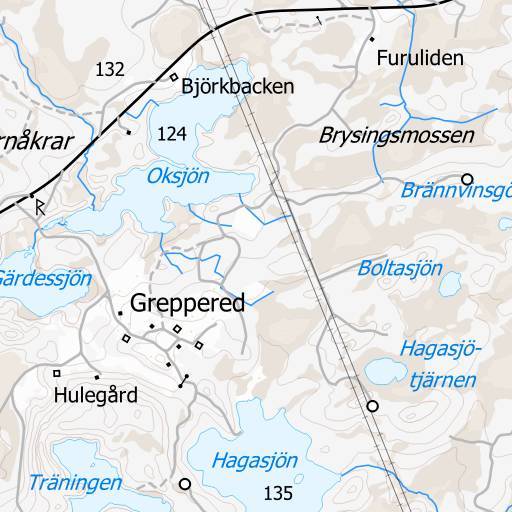 Furuliden
132
Björkbacken
124
Brysingsmossen
rnåkrar
Oksjön
Brännvinsgö
R
Gärdessjön
Boltasjön
Greppered
Hagasjö-
tjärnen
Hulegård
Hagasjön
Träningen
135